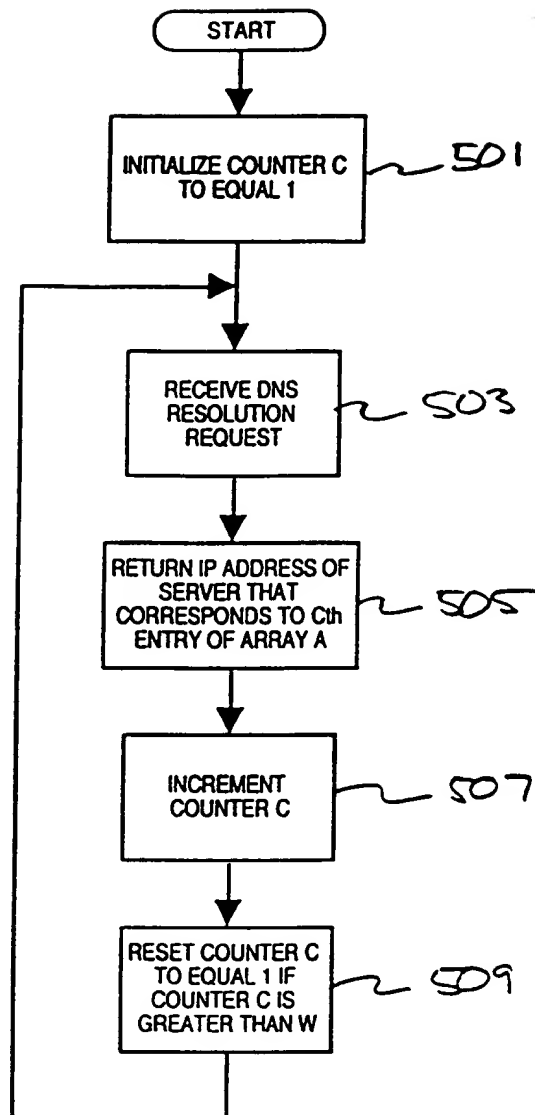 START
INITIALIZE COUNTER C
TO EQUAL 1
501
RECEIVE DNS
RESOLUTION
REQUEST
503
RETURN IP ADDRESS OF
SERVER THAT
CORRESPONDS TO Cth
ENTRY OF ARRAY A
505
INCREMENT
COUNTER C
507
RESET COUNTER C
TO EQUAL 1 IF
COUNTER C IS
GREATER THAN W
509